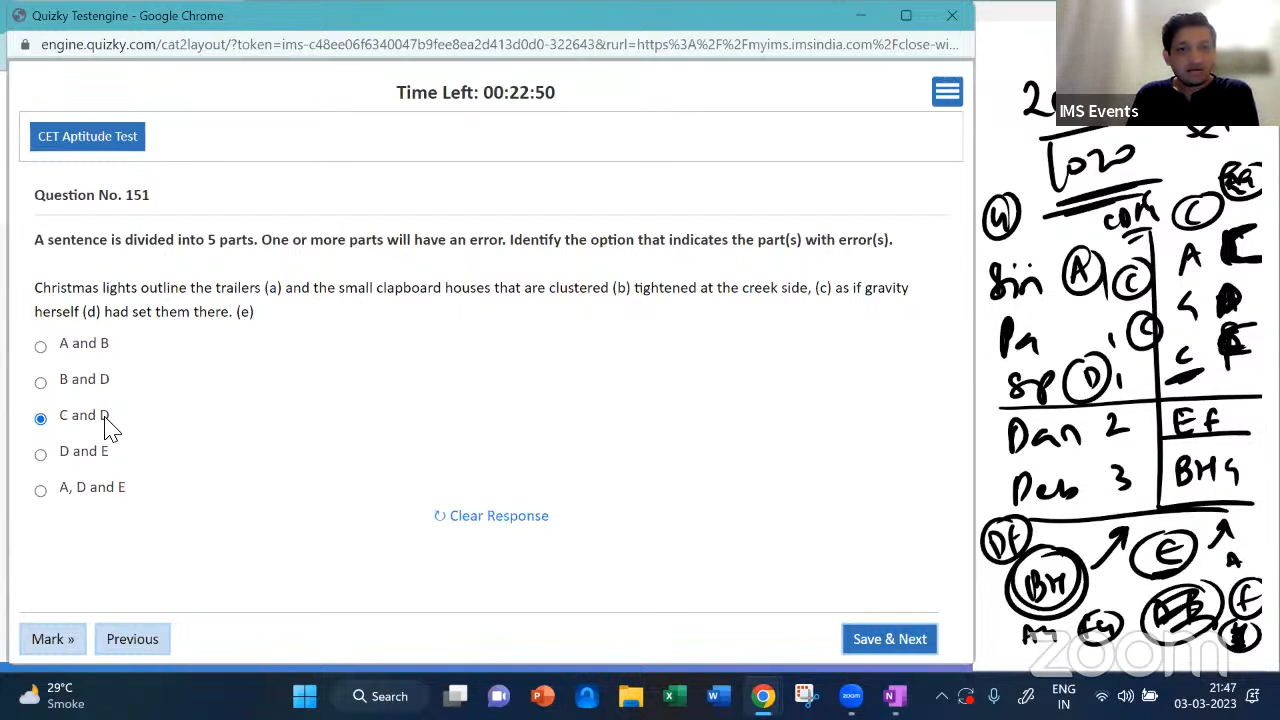 Quizky Testengine - Google Chrome
engine.quizky.com/cat2layout/?token=ims-c48ee06f6340047b9fee8ea2d413d0d0-322643&rurl=https%3A%2F%2Fmyims.imsindia.com%2Fclose-wi...
Time Left: 00:22:50
CET Aptitude Test
Question No. 151
A sentence is divided into 5 parts. One or more parts will have an error. Identify the option that indicates the part(s) with error(s).
Christmas lights outline the trailers (a) and the small clapboard houses that are clustered (b) tightened at the creek side, (c) as if gravity
herself (d) had set them there. (e)
A and B
B and D
C and D
D and E
A, D and E
Clear Response
Mark »
Previous
Save & Next
IMS Events
C
A
Sp D 1
C
Dan 2 Ef
Deb 3 BHG
Df
BH
E
A
zoom
29°C
Smoke
Search
ENG
IN
21:47
03-03-2023